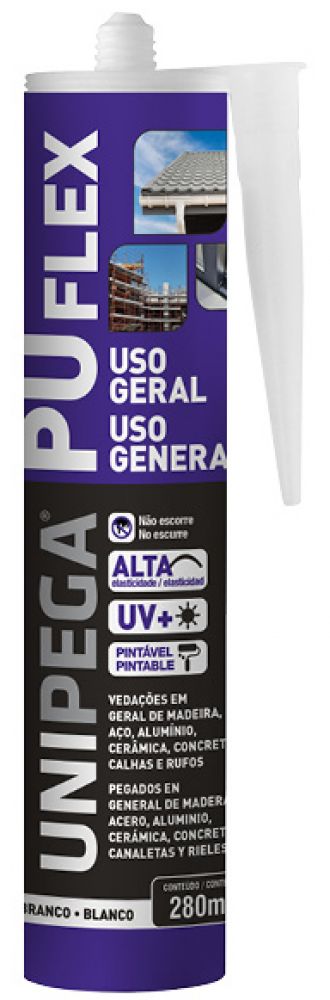 PU FLEX
UNIPEGA®
USO
GERAL
USO
GENERA
Não escorre
No escurre
ALTA
elasticidade / elasticidad
UV+
PINTÁVEL
PINTABLE
VEDAÇÕES EM
GERAL DE MADEIRA,
AÇO, ALUMÍNIO,
CERÂMICA, CONCRET
CALHAS E RUFOS
PEGADOS EN
GENERAL DE MADERA
ACERO, ALUMINIO,
CERÁMICA, CONCRET
CANALETAS Y RIELES
BRANCO • BLANCO
CONTEÚDO / CONTE
280m